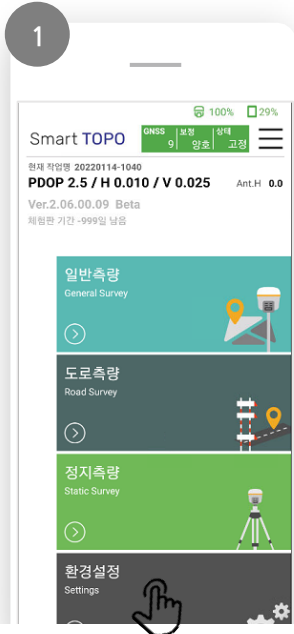 1
100% 29%
Smart TOPO
GNSS 보정 상태
9 양호 고정
현재 작업명 20220114-1040
PDOP 2.5 / H 0.010 / V 0.025 Ant.H 0.0
Ver.2.06.00.09 Beta
체험판 기간 -999일 남음
일반측량
General Survey
도로측량
Road Survey
정지측량
Static Survey
환경설정
Settings